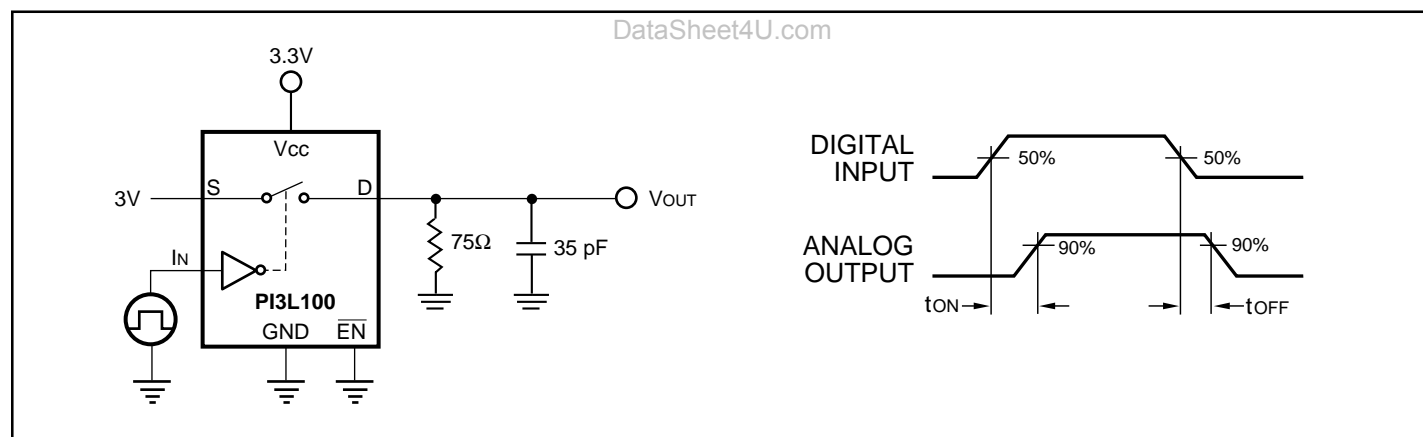 DataSheet4U.com
3.3V
Vcc
3V
S
D
VOUT
75Ω
35 pF
IN
PI3L100
GND
EN
DIGITAL
INPUT
50%
50%
ANALOG
OUTPUT
90%
90%
tON
tOFF